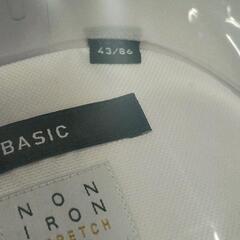 43/86
BASIC
NON
IRON
STRETCH